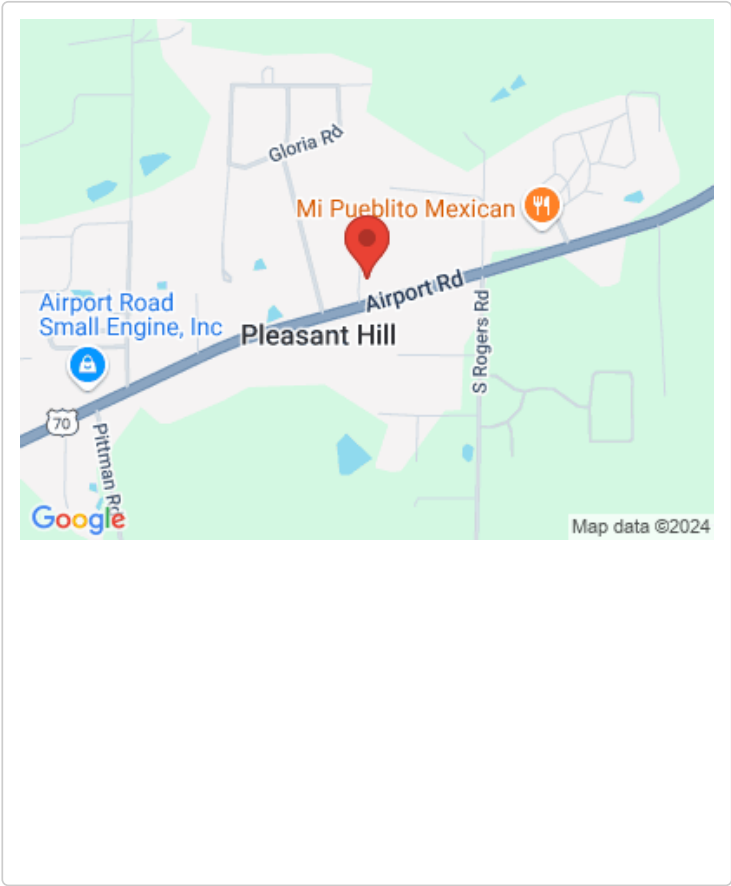 Gloria Rd
Mi Pueblito Mexican
Airport Rd
Airport Road
Small Engine, Inc
Pleasant Hill
S Rogers Rd
70
Pittman Rd
Google
Map data ©2024